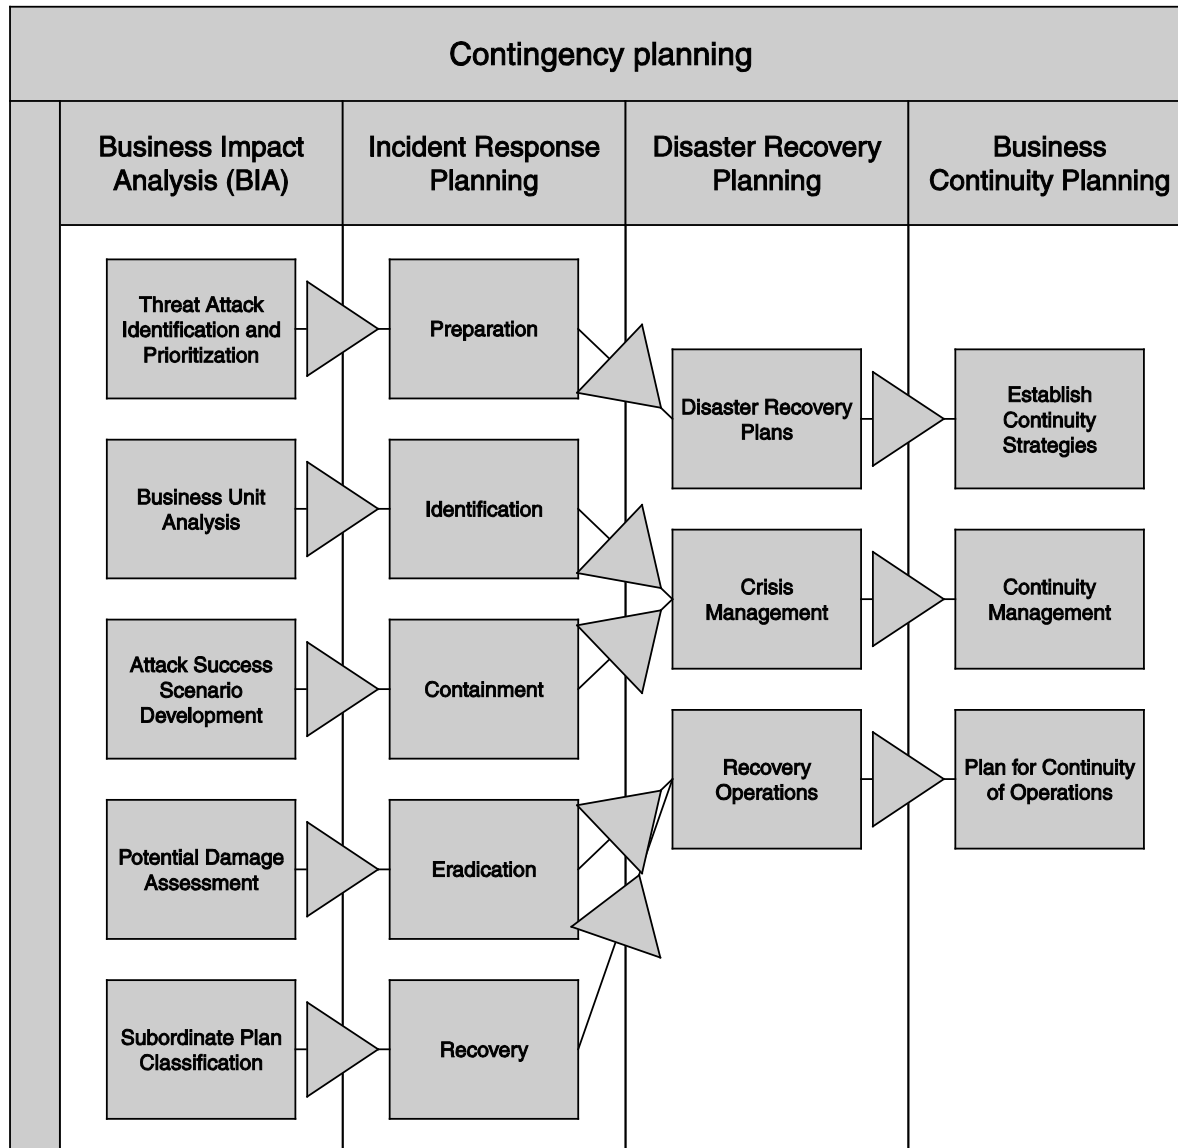 Contingency planning
Business Impact
Analysis (BIA)
Incident Response
Planning
Disaster Recovery
Planning
Business
Continuity Planning
Threat Attack
Identification and
Prioritization
Business Unit
Analysis
Attack Success
Scenario
Development
Potential Damage
Assessment
Subordinate Plan
Classification
Preparation
Identification
Containment
Eradication
Recovery
Disaster Recovery
Plans
Crisis
Management
Recovery
Operations
Establish
Continuity
Strategies
Continuity
Management
Plan for Continuity
of Operations